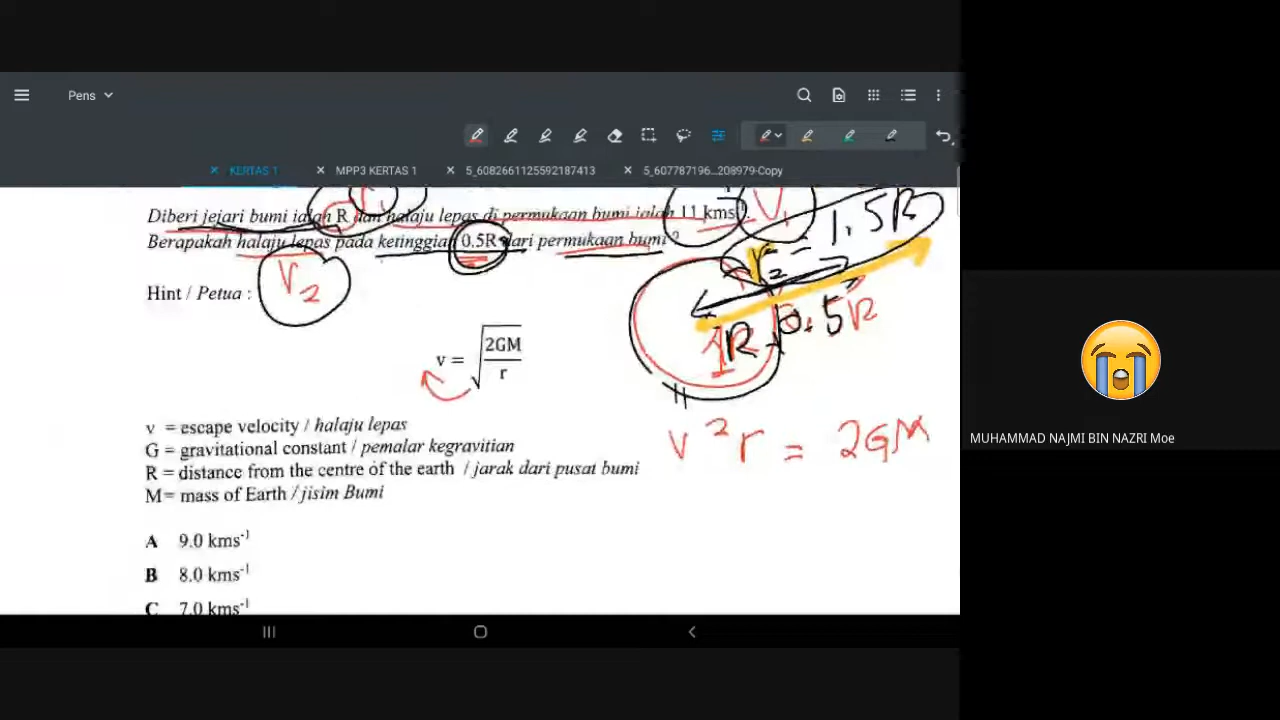 Pens
KERTAS 1
MPP3 KERTAS 1
5_6082661125592187413
5_607787196...208979-Copy
Diberi jejari bumi ialah R dan halaju lepas di permukaan bumi ialah 11 kms⁻¹.
V₁
Berapakah halaju lepas pada ketinggian 0.5R dari permukaan bumi?
r₂ = 1.5R
V₂
Hint / Petua :
R
0.5R
v = √(2GM/r)
v²r = 2GM
v = escape velocity / halaju lepas
G = gravitational constant / pemalar kegravitian
R = distance from the centre of the earth / jarak dari pusat bumi
M= mass of Earth / jisim Bumi
A 9.0 kms⁻¹
B 8.0 kms⁻¹
C 7.0 kms⁻¹
MUHAMMAD NAJMI BIN NAZRI Moe